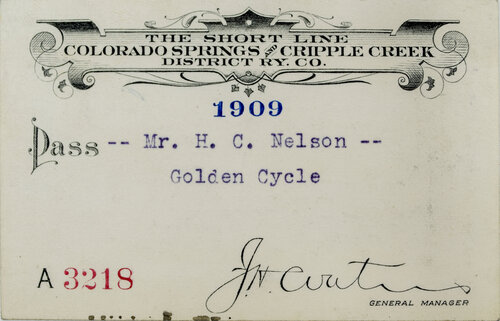 THE SHORT LINE
COLORADO SPRINGS AND CRIPPLE CREEK
DISTRICT RY. CO.
1909
Pass -- Mr. H. C. Nelson --
Golden Cycle
A 3218
GENERAL MANAGER